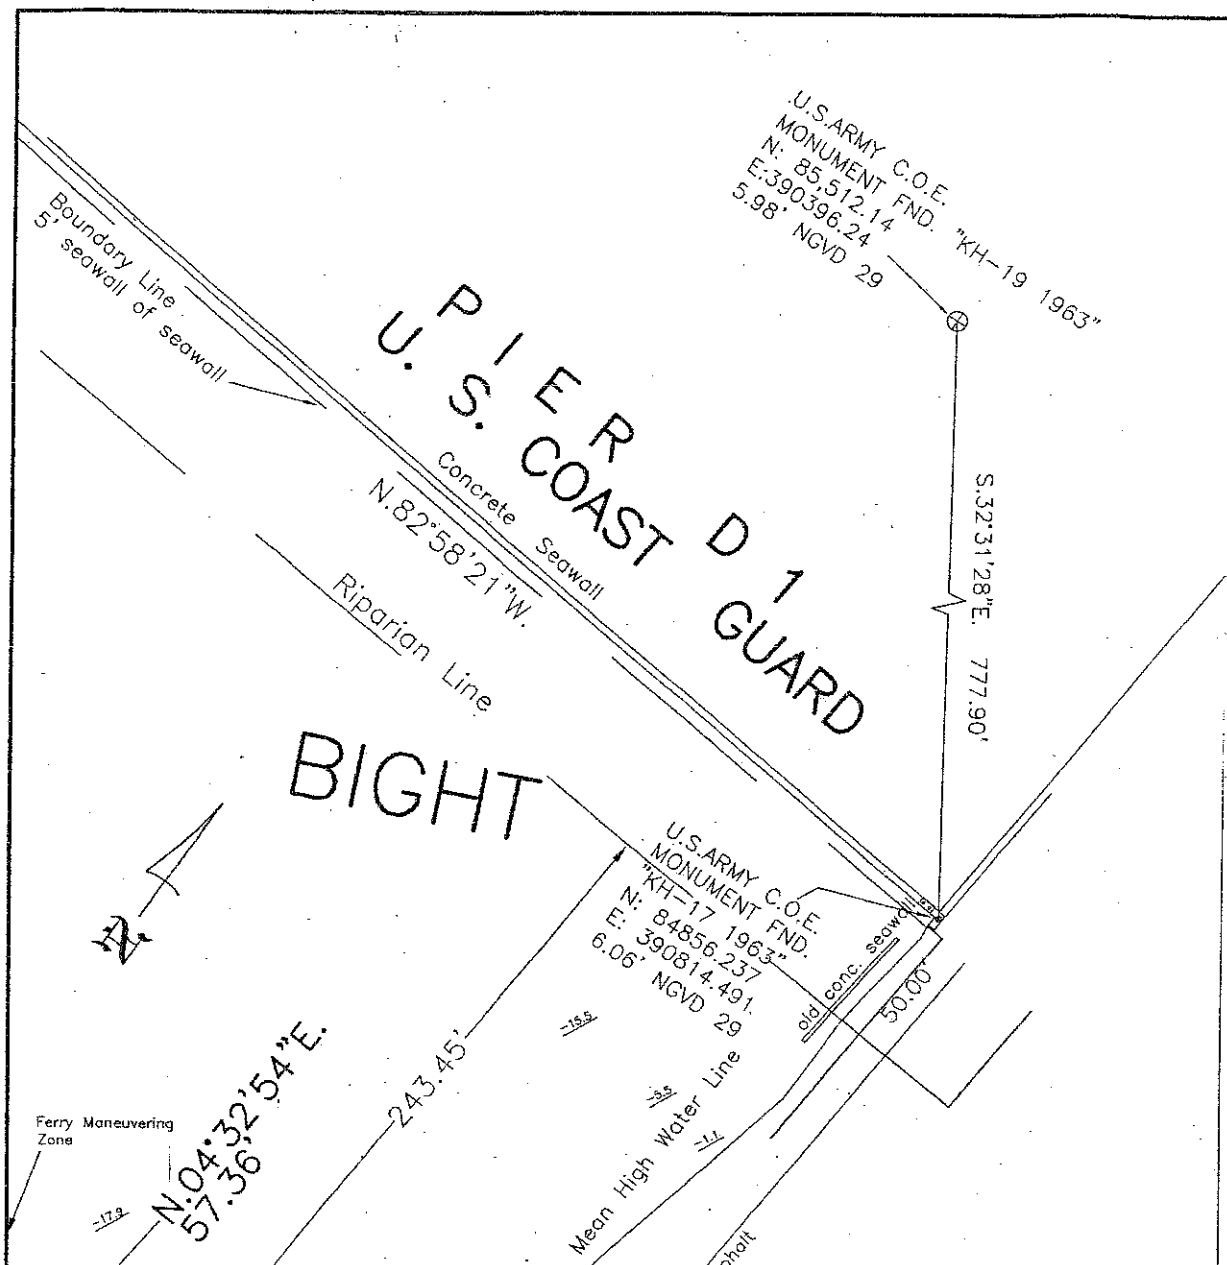 U.S.ARMY C.O.E.
MONUMENT FND. "KH-19 1963"
N: 85,512.14
E:390396.24
5.98' NGVD 29
Boundary Line
5' seawall of seawall
PIER D 1
U. S. COAST GUARD
Concrete Seawall
N.82°58'21"W.
S.32°31'28"E. 777.90'
Riparian Line
BIGHT
U.S.ARMY C.O.E.
MONUMENT FND.
"KH-17 1963"
N: 84856.237
E: 390814.491
6.06' NGVD 29
old conc. seawall
50.00'
N.
243.45'
-15.5
-1.1
Mean High Water Line
Ferry Maneuvering
Zone
N.04°32'54"E.
57.36'
-17.9